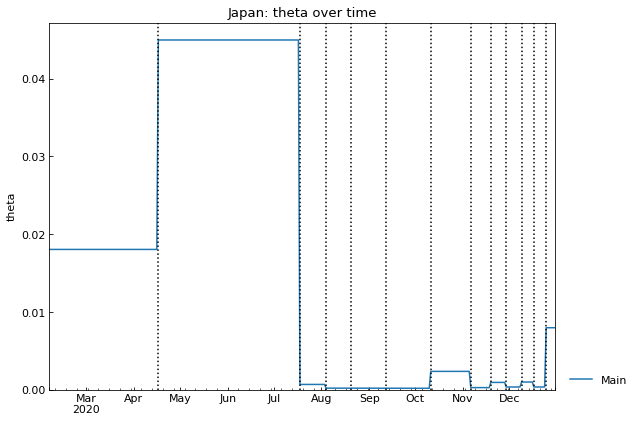 Japan: theta over time
theta
0.04
0.03
0.02
0.01
0.00
Mar Apr May Jun Jul Aug Sep Oct Nov Dec
2020
Main